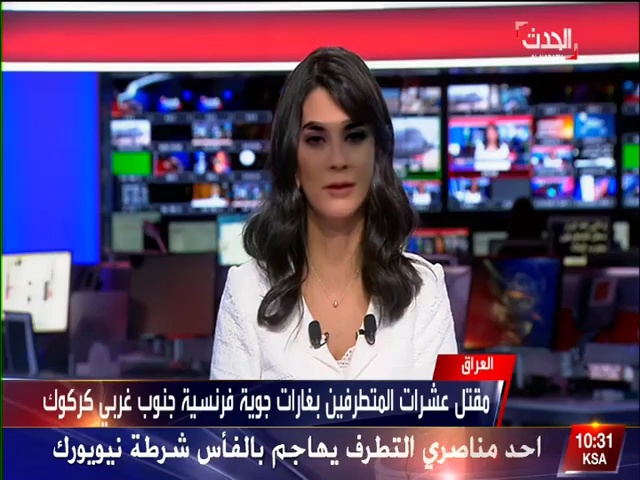 الحدث
العراق
مقتل عشرات المتطرفين بغارات جوية فرنسية جنوب غربي كركوك
احد مناصري التطرف يهاجم بالفأس شرطة نيويورك
10:31
KSA